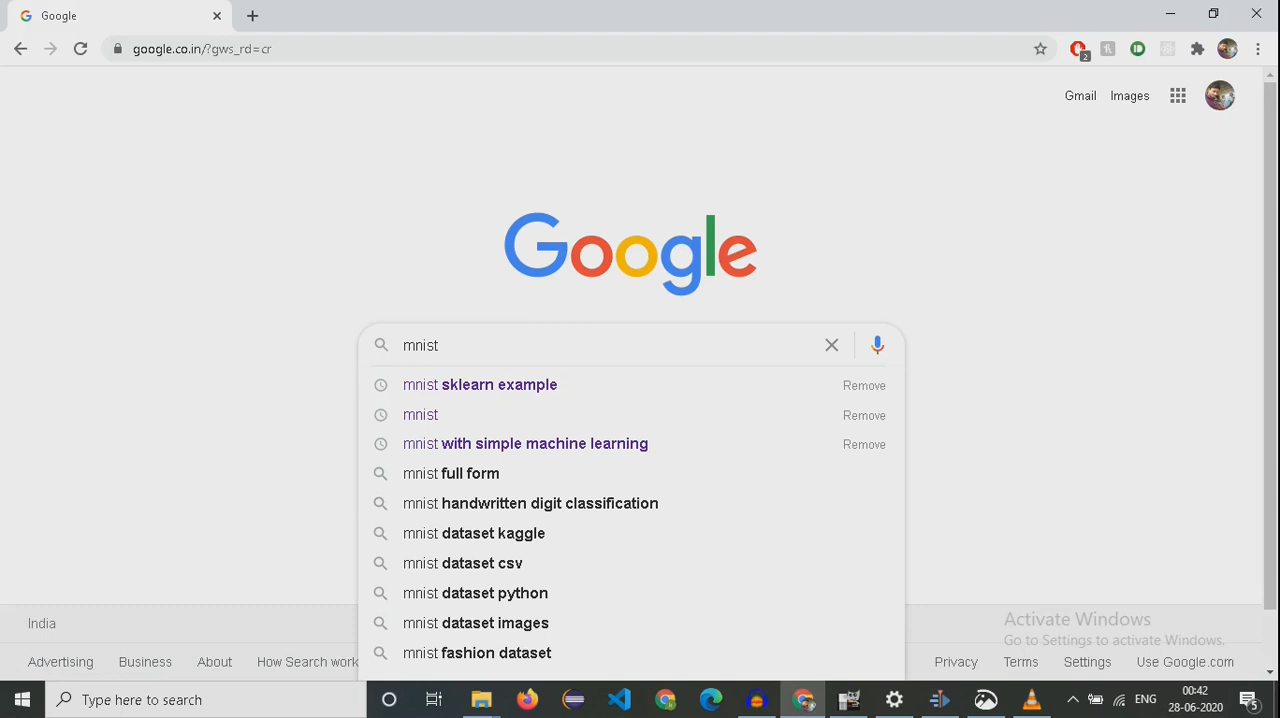 Google
google.co.in/?gws_rd=cr
2
Gmail Images
Google
mnist
mnist sklearn example Remove
mnist Remove
mnist with simple machine learning Remove
mnist full form
mnist handwritten digit classification
mnist dataset kaggle
mnist dataset csv
mnist dataset python
mnist dataset images
mnist fashion dataset
India
Activate Windows
Go to Settings to activate Windows.
Advertising Business About How Search work Privacy Terms Settings Use Google.com
Type here to search
ENG
00:42
28-06-2020
5